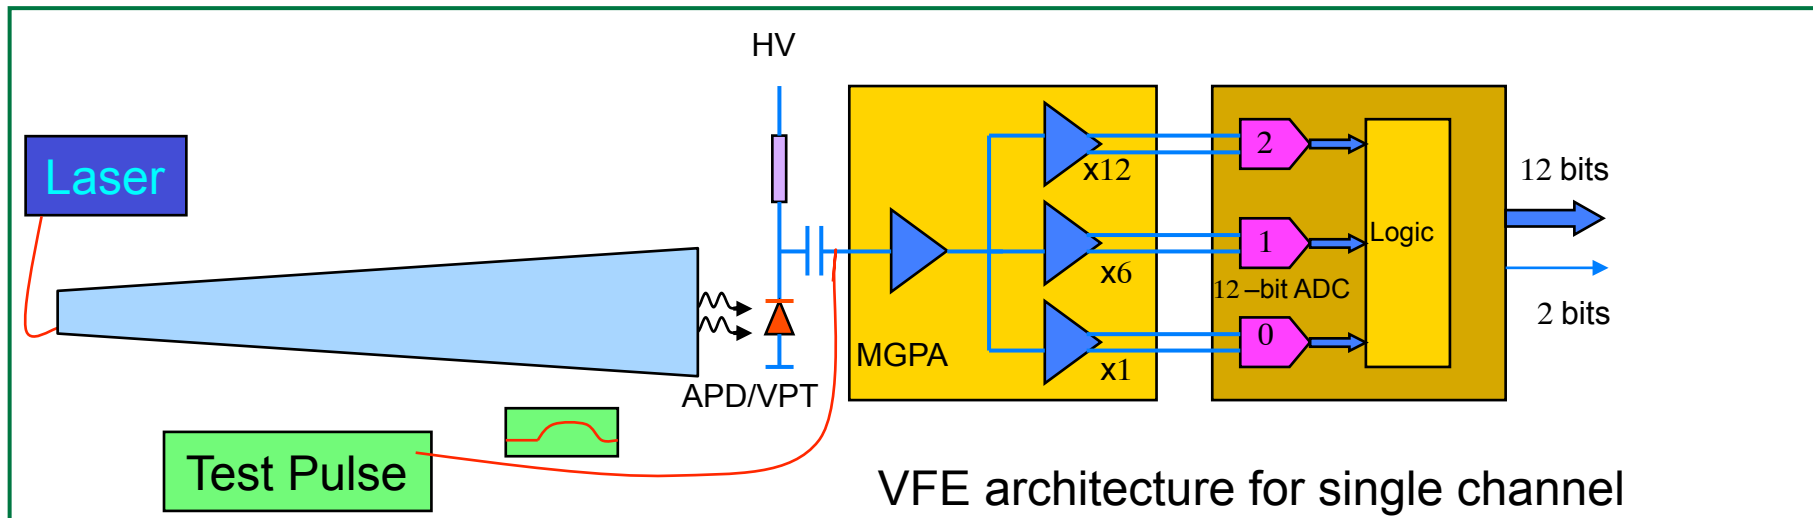 HV
Laser
x12
2
12 bits
x6
1
Logic
12 –bit ADC
2 bits
MGPA
x1
0
APD/VPT
Test Pulse
VFE architecture for single channel